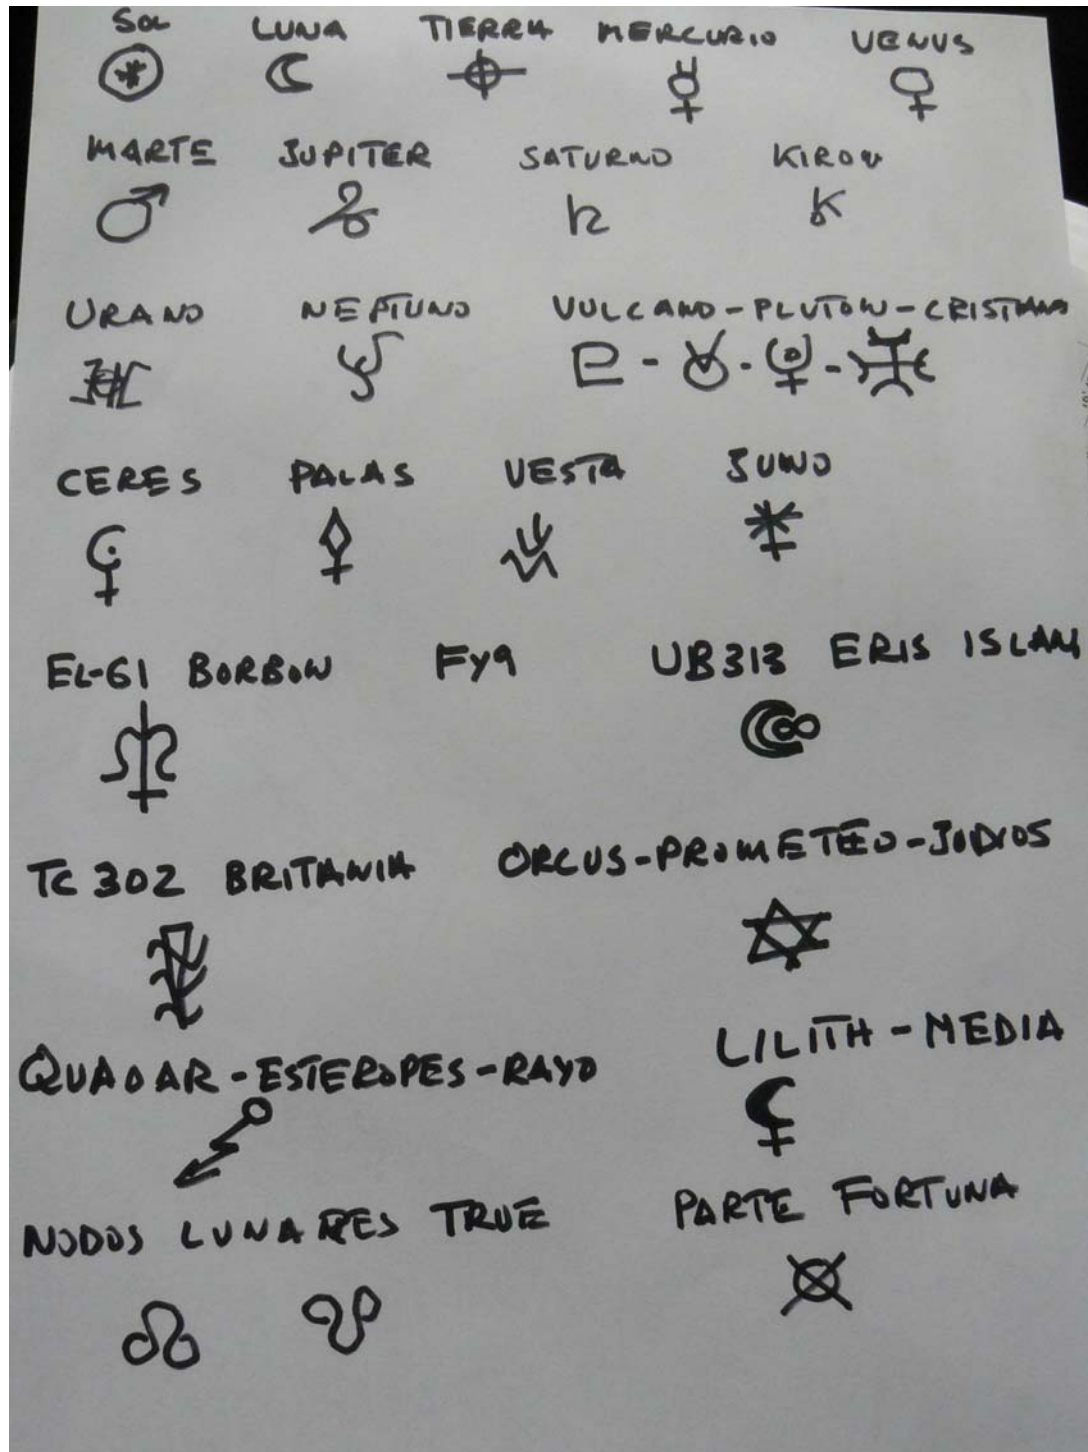 SOL LUNA TIERRA MERCURIO VENUS
MARTE JUPITER SATURNO KIRON
URANO NEPTUNO VULCANO-PLUTON-CRISTIANO
CERES PALAS VESTA JUNO
EL-61 BORBON FY9 UB313 ERIS ISLAM
TC 302 BRITANIA ORCUS-PROMETEO-JUDIOS
QUAOAR-ESTEROPES-RAYO LILITH-MEDIA
NODOS LUNARES TRUE PARTE FORTUNA